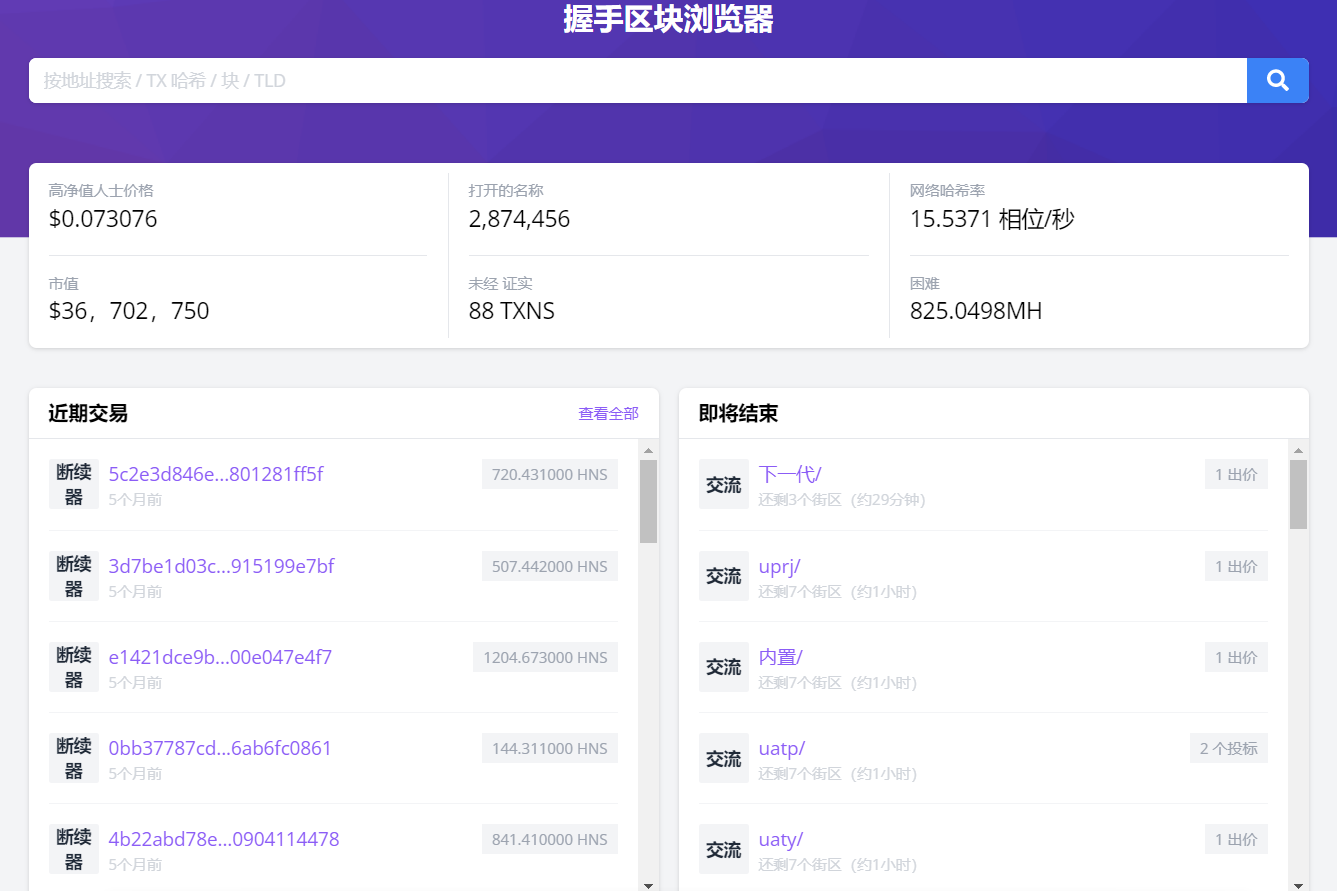 握手区块浏览器
按地址搜索 / TX 哈希 / 块 / TLD
高净值人士价格
$0.073076
打开的名称
2,874,456
网络哈希率
15.5371 相位/秒
市值
$36，702，750
未经 证实
88 TXNS
困难
825.0498MH
近期交易
查看全部
断续
器
5c2e3d846e...801281ff5f
5个月前
720.431000 HNS
断续
器
3d7be1d03c...915199e7bf
5个月前
507.442000 HNS
断续
器
e1421dce9b...00e047e4f7
5个月前
1204.673000 HNS
断续
器
0bb37787cd...6ab6fc0861
5个月前
144.311000 HNS
断续
器
4b22abd78e...0904114478
5个月前
841.410000 HNS
即将结束
交流
下一代/
还剩3个街区（约29分钟）
1 出价
交流
uprj/
还剩7个街区（约1小时）
1 出价
交流
内置/
还剩7个街区（约1小时）
1 出价
交流
uatp/
还剩7个街区（约1小时）
2 个投标
交流
uaty/
还剩7个街区（约1小时）
1 出价